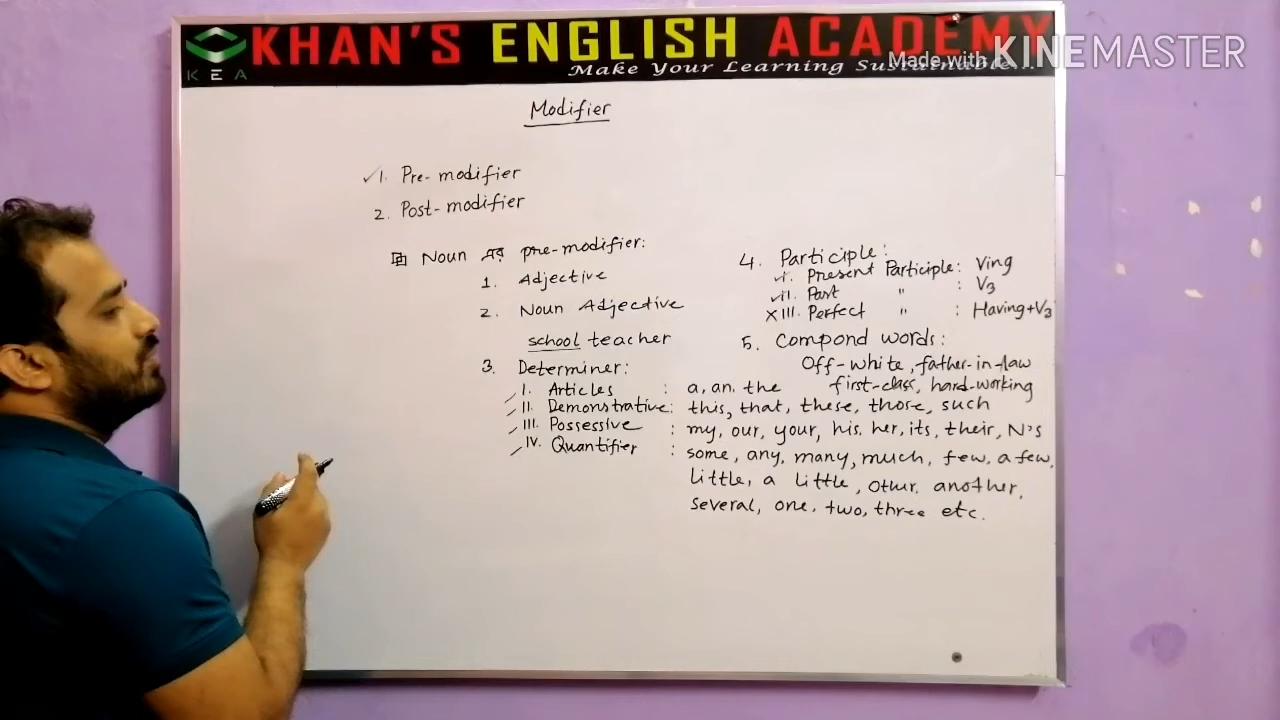 KHAN'S ENGLISH ACADEMY
KEA
Make Your Learning Sustainable...
Made with KINEMASTER
Modifier
✓1. Pre-modifier
2. Post-modifier
Noun এর pre-modifier:
1. Adjective
2. Noun Adjective
school teacher
3. Determiner:
I. Articles : a, an. the
II. Demonstrative: this, that, these, those, such
III. Possessive : my, our, your, his. her, its, their, N's
IV. Quantifier : some, any, many, much, few, a few,
little, a little, other. another,
several, one, two, three etc.
4. Participle:
✓i. Present Participle: Ving
✓ii. Past " : V3
xIII. Perfect " : Having+V3
5. Compond words:
Off-white, father-in-law
first-class, hard-working